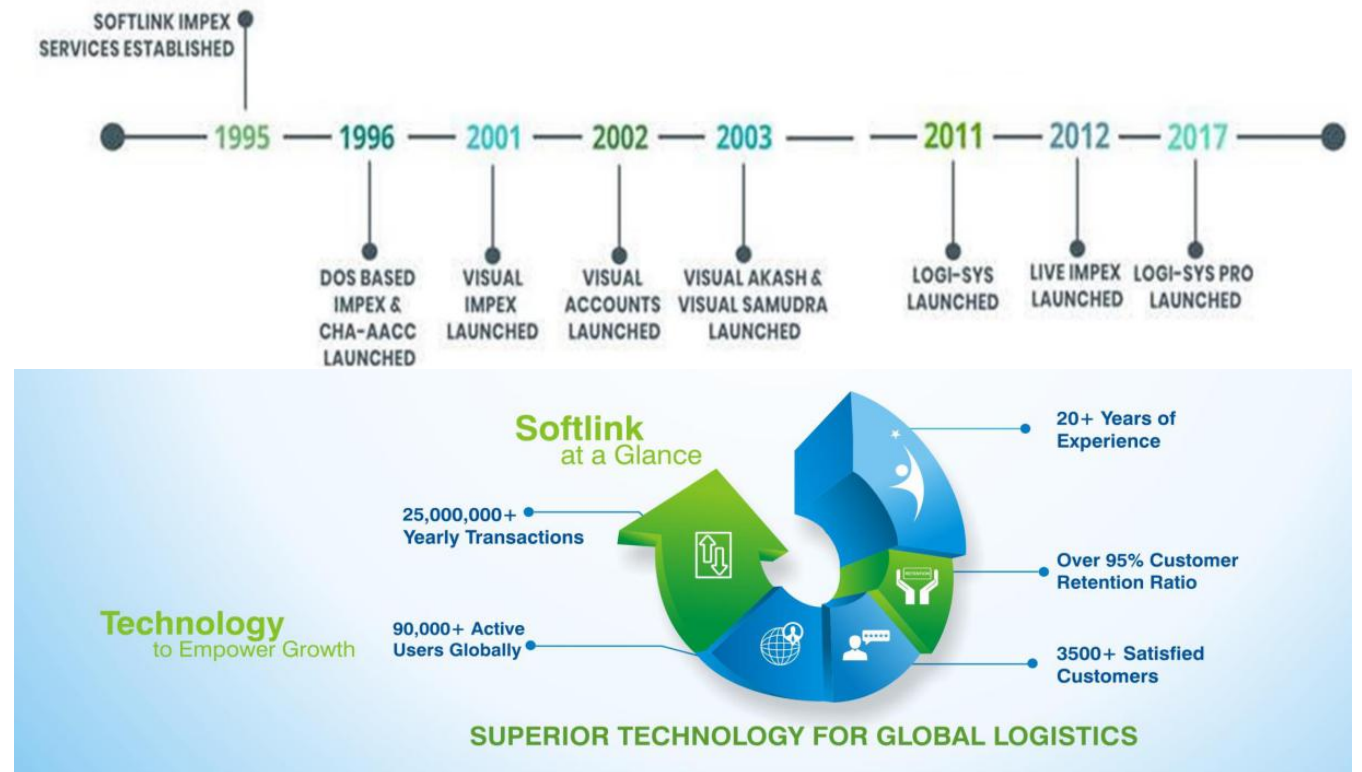 SOFTLINK IMPEX
SERVICES ESTABLISHED
1995
1996
2001
2002
2003
2011
2012
2017
DOS BASED
IMPEX &
CHA-AACC
LAUNCHED
VISUAL
IMPEX
LAUNCHED
VISUAL
ACCOUNTS
LAUNCHED
VISUAL AKASH &
VISUAL SAMUDRA
LAUNCHED
LOGI-SYS
LAUNCHED
LIVE IMPEX
LAUNCHED
LOGI-SYS PRO
LAUNCHED
Softlink
at a Glance
20+ Years of
Experience
25,000,000+
Yearly Transactions
RETENTION
Over 95% Customer
Retention Ratio
Technology
to Empower Growth
90,000+ Active
Users Globally
3500+ Satisfied
Customers
SUPERIOR TECHNOLOGY FOR GLOBAL LOGISTICS